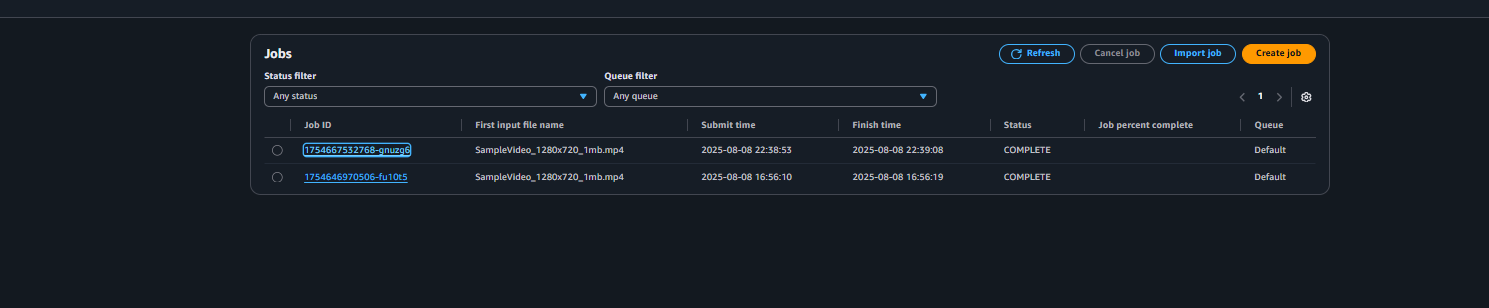 Jobs
Refresh Cancel job Import job Create job
Status filter Queue filter
Any status Any queue 1
Job ID First input file name Submit time Finish time Status Job percent complete Queue
1754667532768-gnuzg6 SampleVideo_1280x720_1mb.mp4 2025-08-08 22:38:53 2025-08-08 22:39:08 COMPLETE Default
1754646970506-fu10t5 SampleVideo_1280x720_1mb.mp4 2025-08-08 16:56:10 2025-08-08 16:56:19 COMPLETE Default